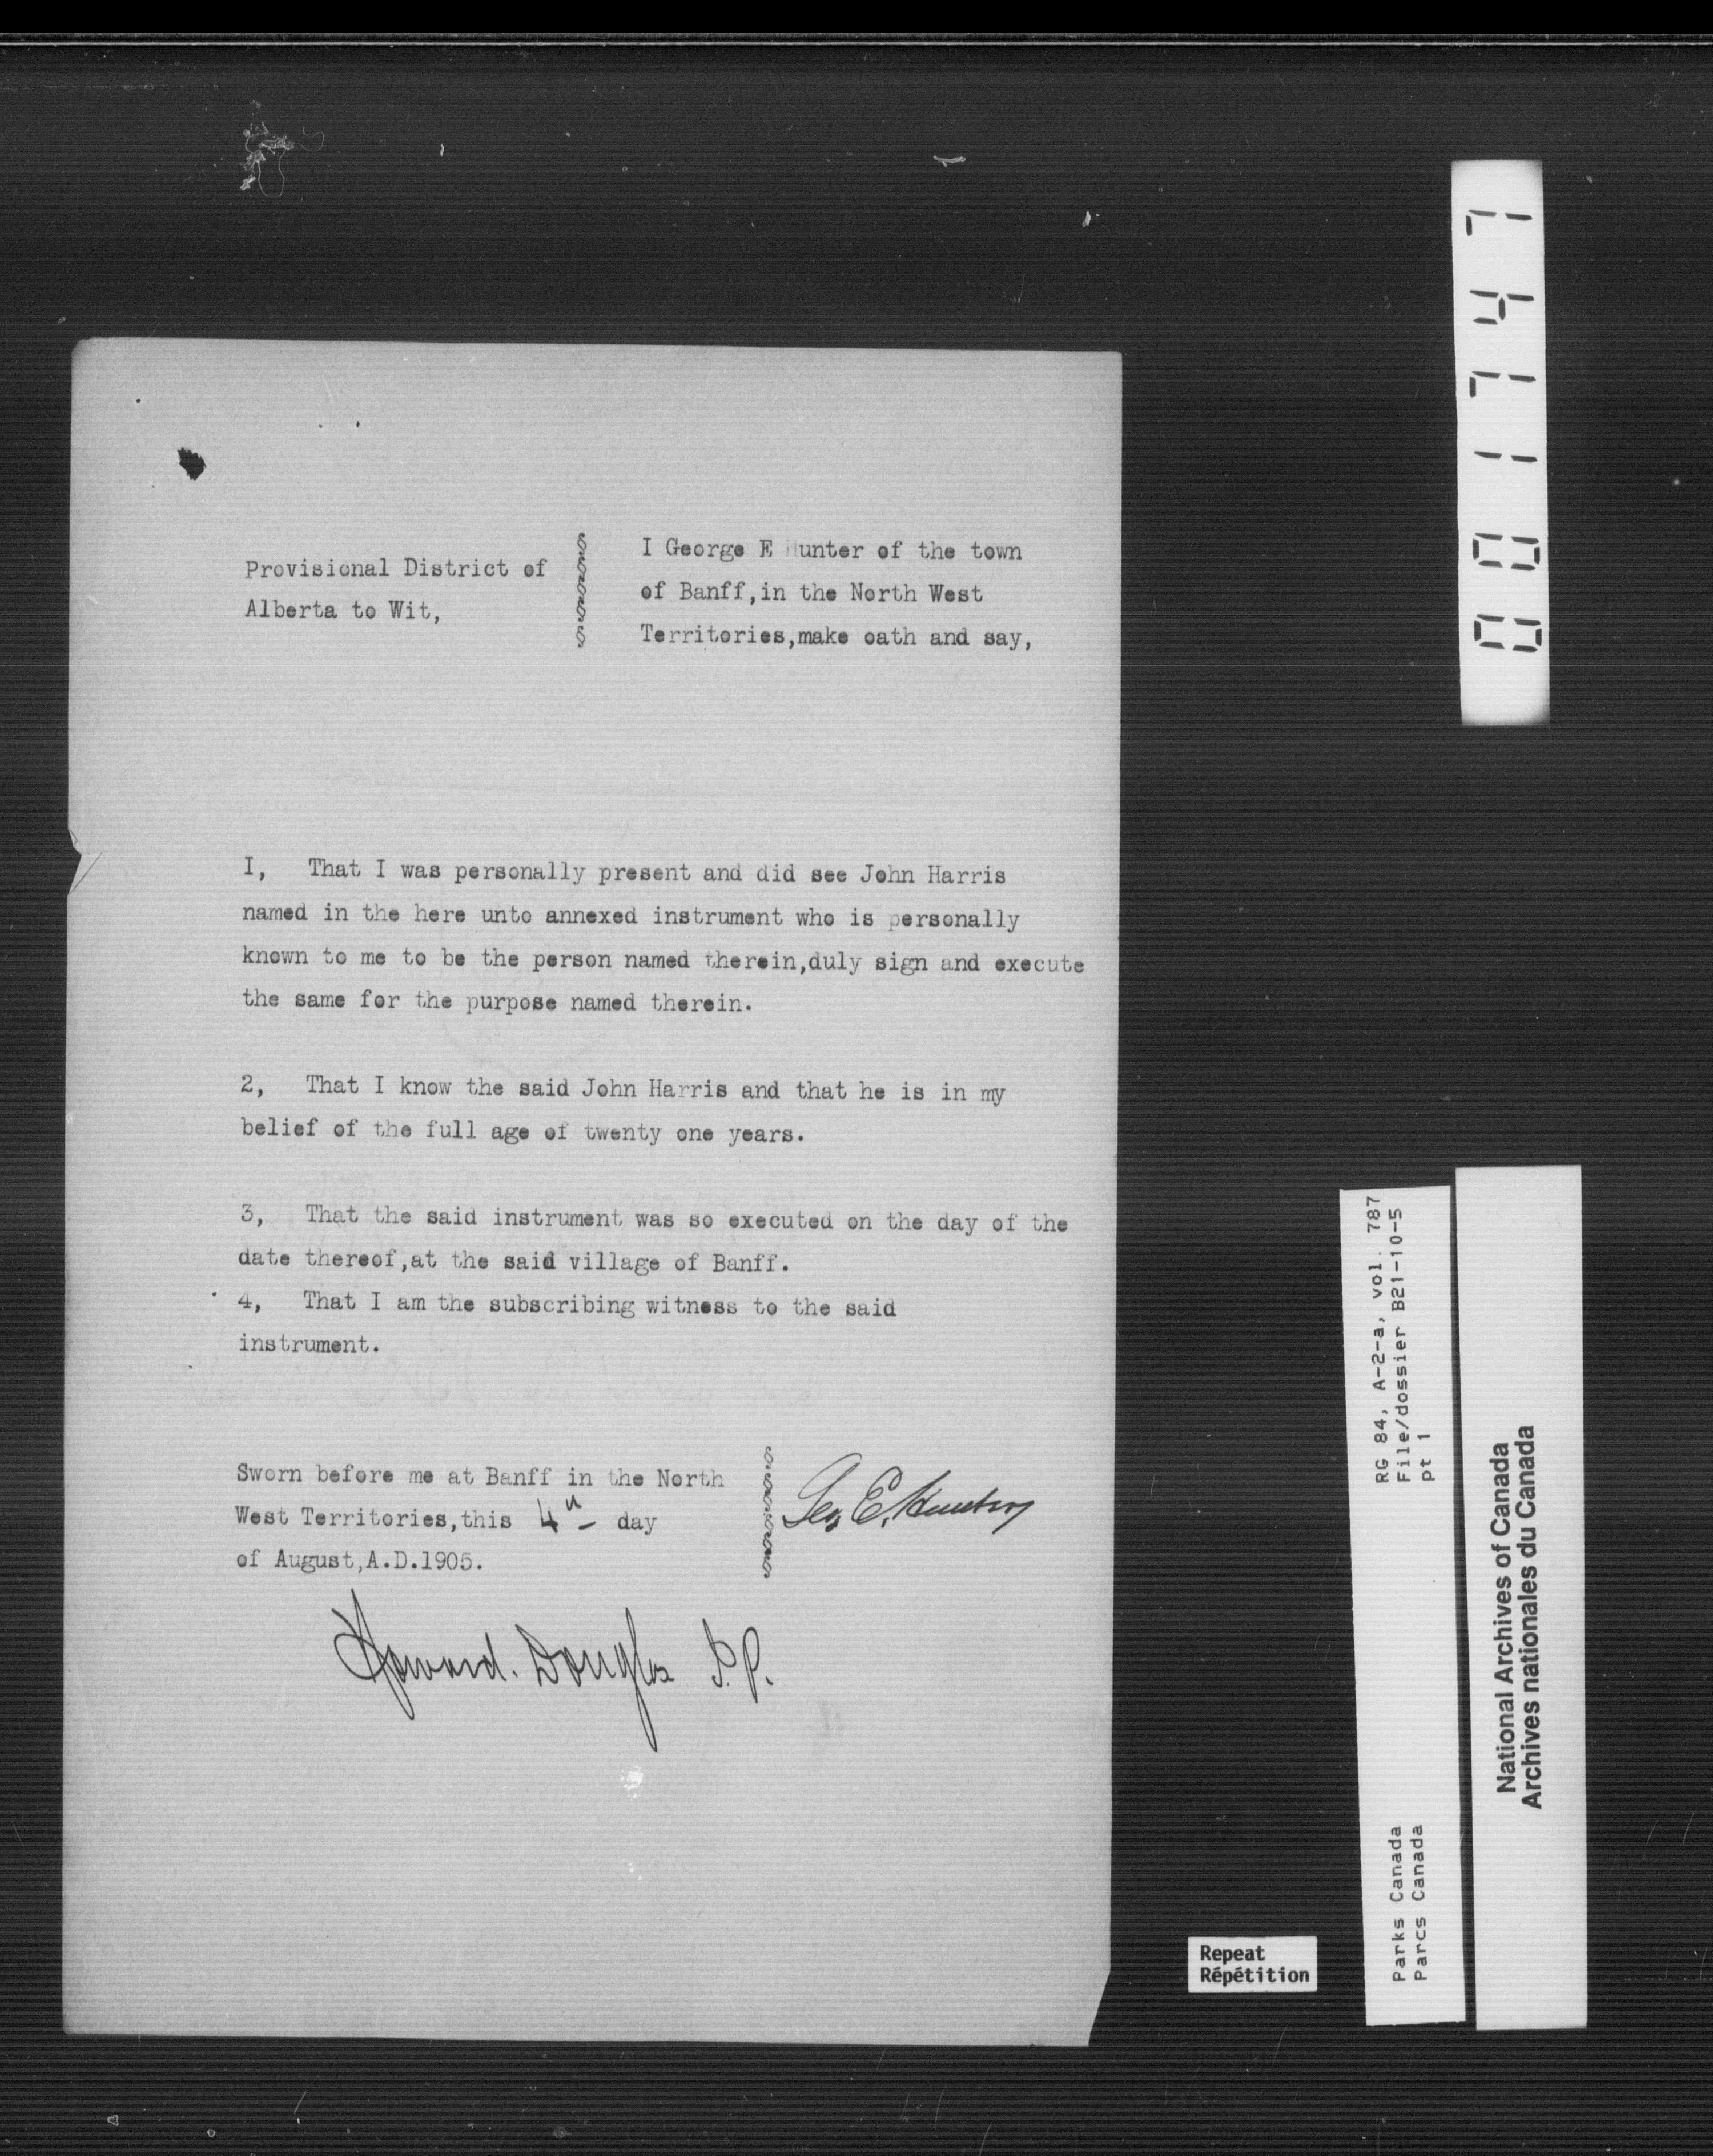 Provisional District of
Alberta to Wit,
I George E Hunter of the town
of Banff,in the North West
Territories,make oath and say,
I,   That I was personally present and did see John Harris
named in the here unto annexed instrument who is personally
known to me to be the person named therein,duly sign and execute
the same for the purpose named therein.
2,   That I know the said John Harris and that he is in my
belief of the full age of twenty one years.
3,   That the said instrument was so executed on the day of the
date thereof,at the said village of Banff.
4,   That I am the subscribing witness to the said
instrument.
Sworn before me at Banff in the North
West Territories,this 4th day
of August,A.D.1905.
Geo E. Hunter
Howard. Douglas J.P.
001747
RG 84, A-2-a, vol. 787
File/dossier B21-10-5
pt 1
Parks Canada
Parcs Canada
National Archives of Canada
Archives nationales du Canada
Repeat
Répétition